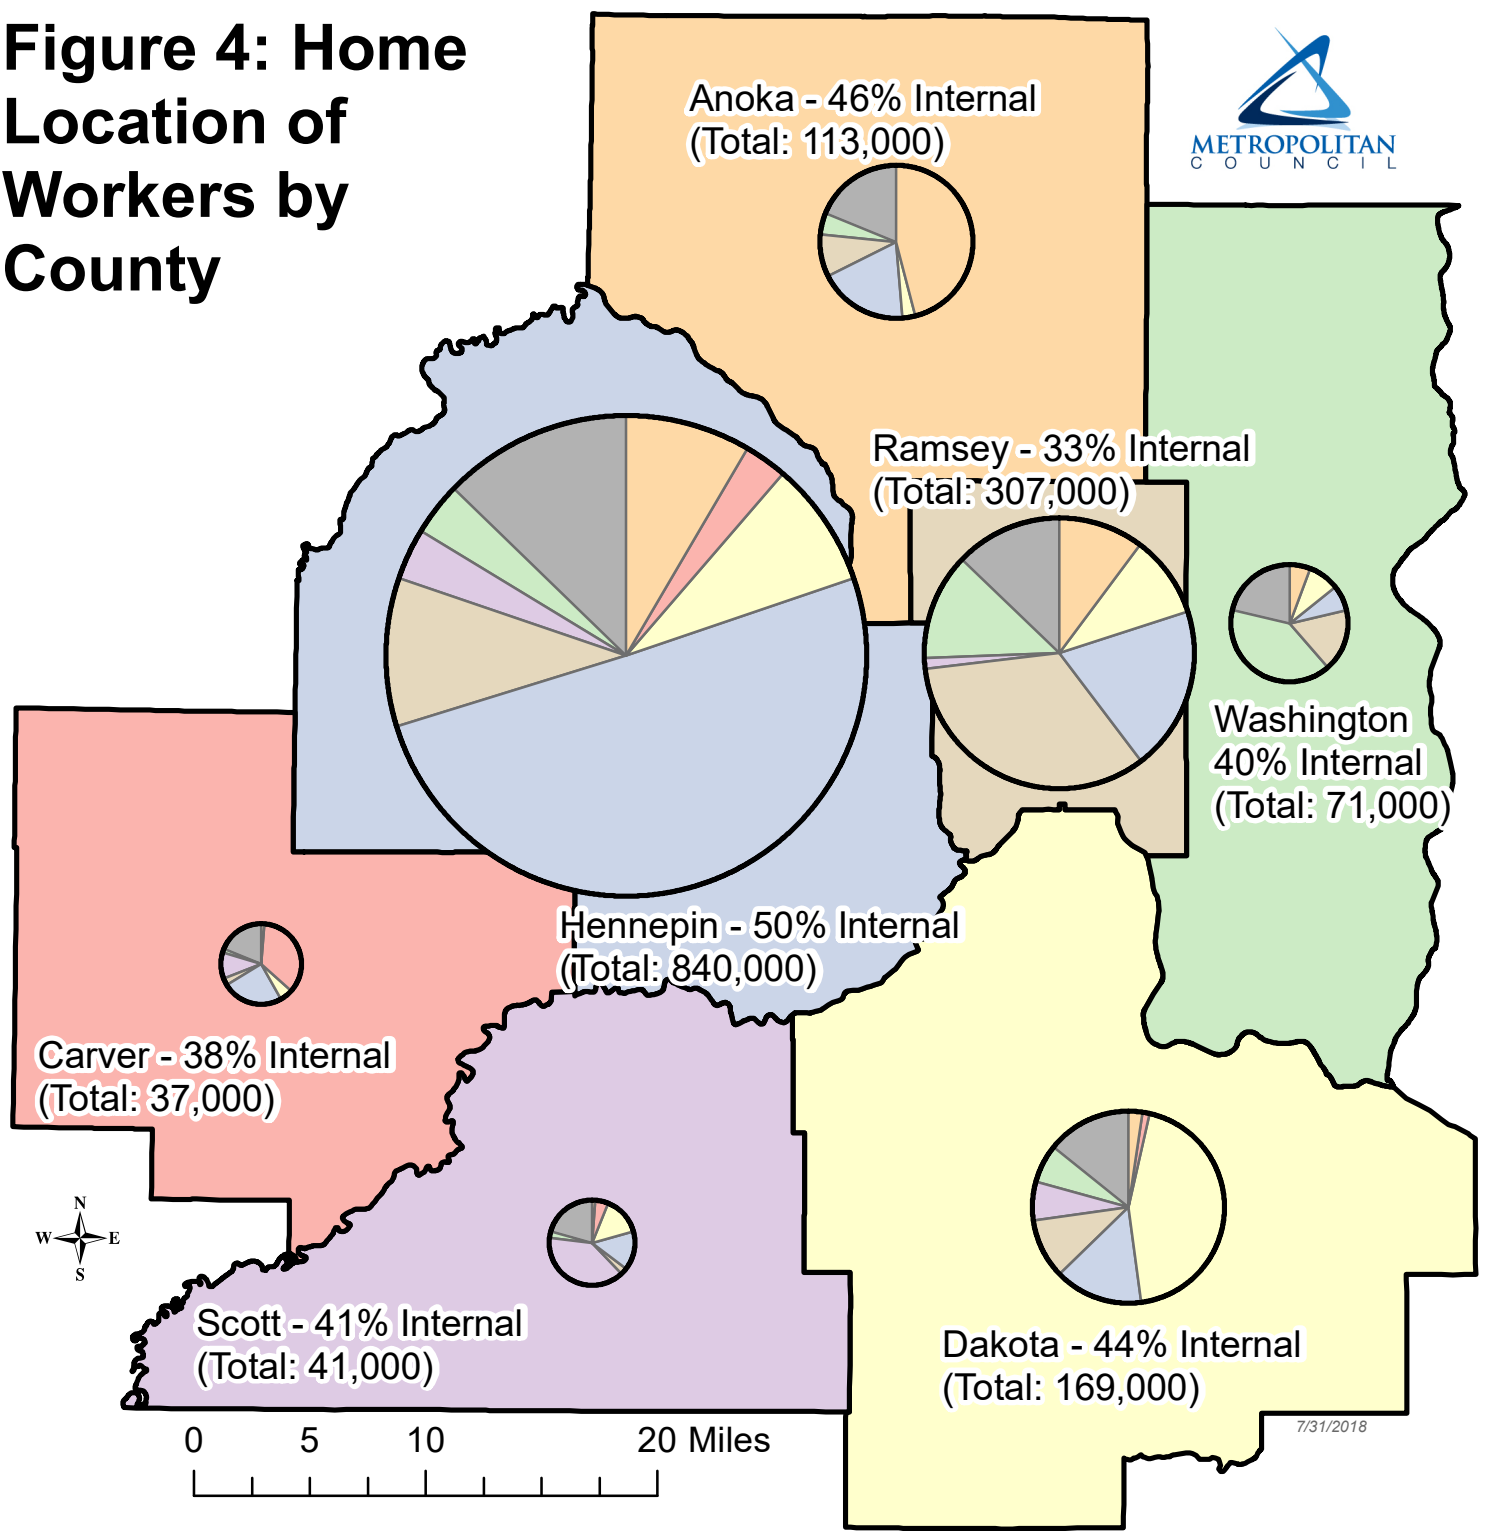 Figure 4: Home
Location of
Workers by
County
Anoka - 46% Internal
(Total: 113,000)
METROPOLITAN
COUNCIL
Ramsey - 33% Internal
(Total: 307,000)
Washington
40% Internal
(Total: 71,000)
Hennepin - 50% Internal
(Total: 840,000)
Carver - 38% Internal
(Total: 37,000)
N
W E
S
Scott - 41% Internal
(Total: 41,000)
Dakota - 44% Internal
(Total: 169,000)
7/31/2018
0 5 10 20 Miles